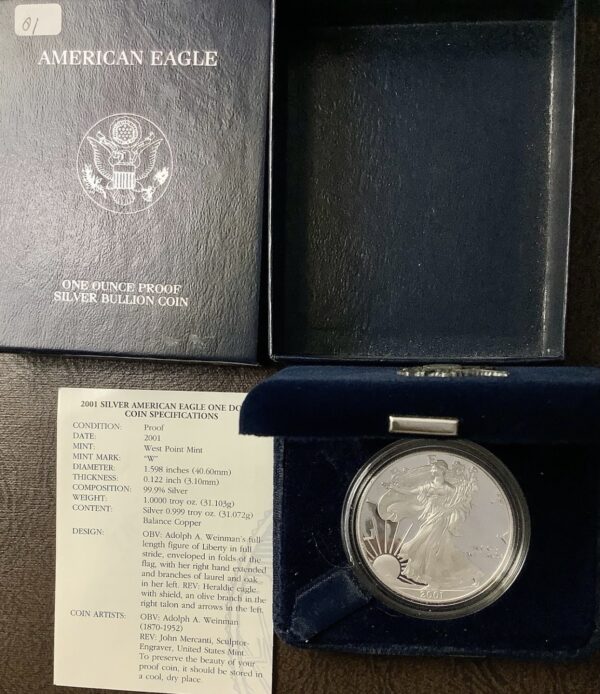 01
AMERICAN EAGLE
ONE OUNCE PROOF
SILVER BULLION COIN
2001 SILVER AMERICAN EAGLE ONE DO
COIN SPECIFICATIONS
CONDITION: Proof
DATE: 2001
MINT: West Point Mint
MINT MARK: "W"
DIAMETER: 1.598 inches (40.60mm)
THICKNESS: 0.122 inch (3.10mm)
COMPOSITION: 99.9% Silver
WEIGHT: 1.0000 troy oz. (31.103g)
CONTENT: Silver 0.999 troy oz. (31.072g)
Balance Copper
DESIGN: OBV: Adolph A. Weinman's full
length figure of Liberty in full
stride, enveloped in folds of the
flag, with her right hand extended
and branches of laurel and oak
in her left. REV: Heraldic eagle
with shield, an olive branch in the
right talon and arrows in the left.
COIN ARTISTS: OBV: Adolph A. Weinman
(1870-1952)
REV: John Mercanti, Sculptor-
Engraver, United States Mint
To preserve the beauty of your
proof coin, it should be stored in
a cool, dry place.
2001